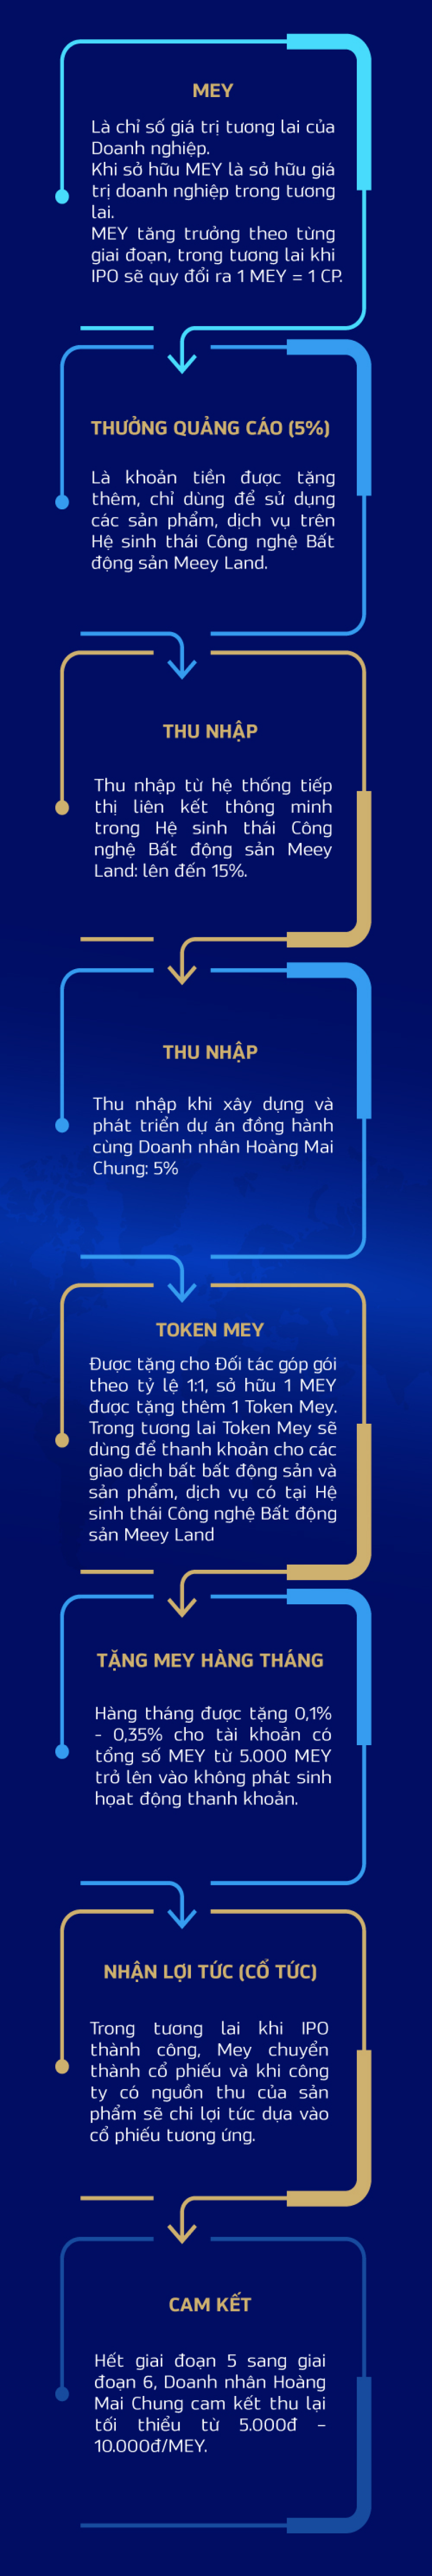 MEY
Là chỉ số giá trị tương lai của
Doanh nghiệp.
Khi sở hữu MEY là sở hữu giá
trị doanh nghiệp trong tương
lai.
MEY tăng trưởng theo từng
giai đoạn, trong tương lai khi
IPO sẽ quy đổi ra 1 MEY = 1 CP.
THƯỞNG QUẢNG CÁO (5%)
Là khoản tiền được tặng
thêm, chỉ dùng để sử dụng
các sản phẩm, dịch vụ trên
Hệ sinh thái Công nghệ Bất
động sản Meey Land.
THU NHẬP
Thu nhập từ hệ thống tiếp
thị liên kết thông minh
trong Hệ sinh thái Công
nghệ Bất động sản Meey
Land: lên đến 15%.
THU NHẬP
Thu nhập khi xây dựng và
phát triển dự án đồng hành
cùng Doanh nhân Hoàng Mai
Chung: 5%
TOKEN MEY
Được tặng cho Đối tác góp gói
theo tỷ lệ 1:1, sở hữu 1 MEY
được tặng thêm 1 Token Mey.
Trong tương lai Token Mey sẽ
dùng để thanh khoản cho các
giao dịch bất bất động sản và
sản phẩm, dịch vụ có tại Hệ
sinh thái Công nghệ Bất động
sản Meey Land
TẶNG MEY HÀNG THÁNG
Hàng tháng được tặng 0,1%
- 0,35% cho tài khoản có
tổng số MEY từ 5.000 MEY
trở lên vào không phát sinh
họat động thanh khoản.
NHẬN LỢI TỨC (CỔ TỨC)
Trong tương lai khi IPO
thành công, Mey chuyển
thành cổ phiếu và khi công
ty có nguồn thu của sản
phẩm sẽ chi lợi tức dựa vào
cổ phiếu tương ứng.
CAM KẾT
Hết giai đoạn 5 sang giai
đoạn 6, Doanh nhân Hoàng
Mai Chung cam kết thu lại
tối thiểu từ 5.000đ –
10.000đ/MEY.